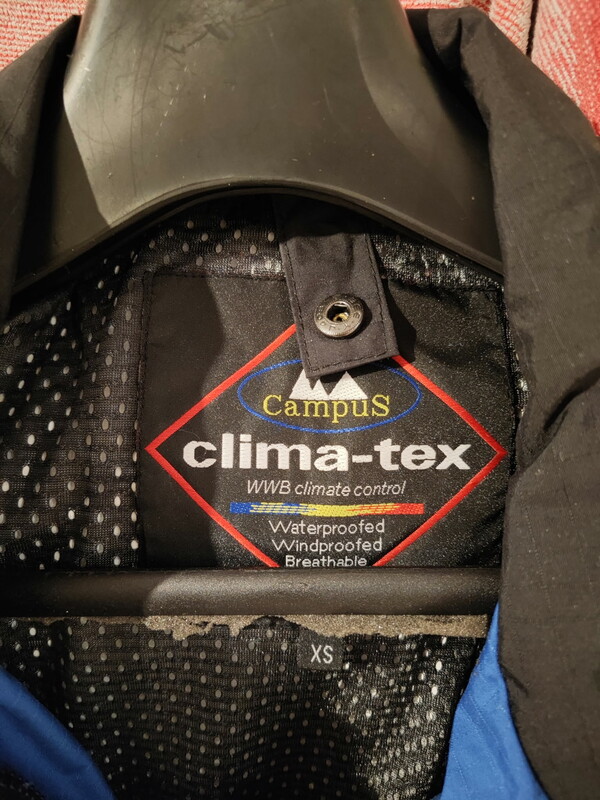 CampuS
clima-tex
WWB climate control
Waterproofed
Windproofed
Breathable
XS